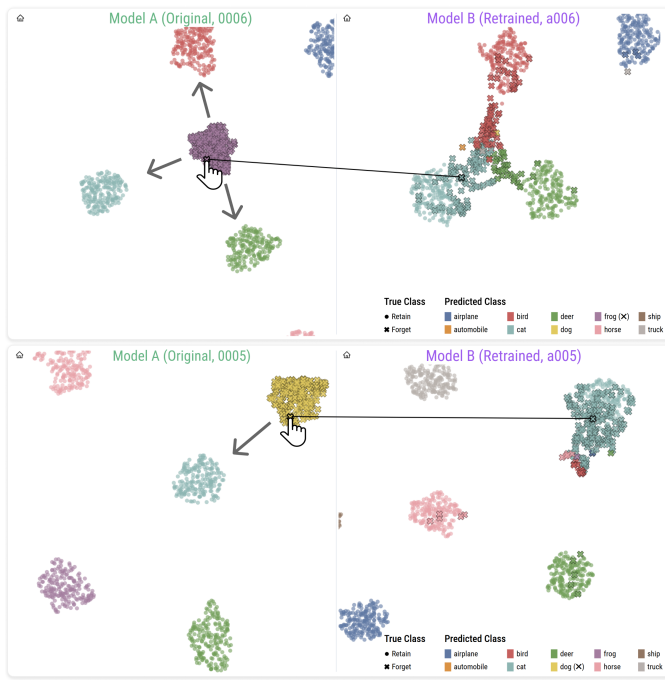 Model A (Original, 0006)
Model B (Retrained, a006)
True Class
Predicted Class
Retain
airplane
bird
deer
frog (✕)
ship
Forget
automobile
cat
dog
horse
truck
Model A (Original, 0005)
Model B (Retrained, a005)
True Class
Predicted Class
Retain
airplane
bird
deer
frog
ship
Forget
automobile
cat
dog (✕)
horse
truck